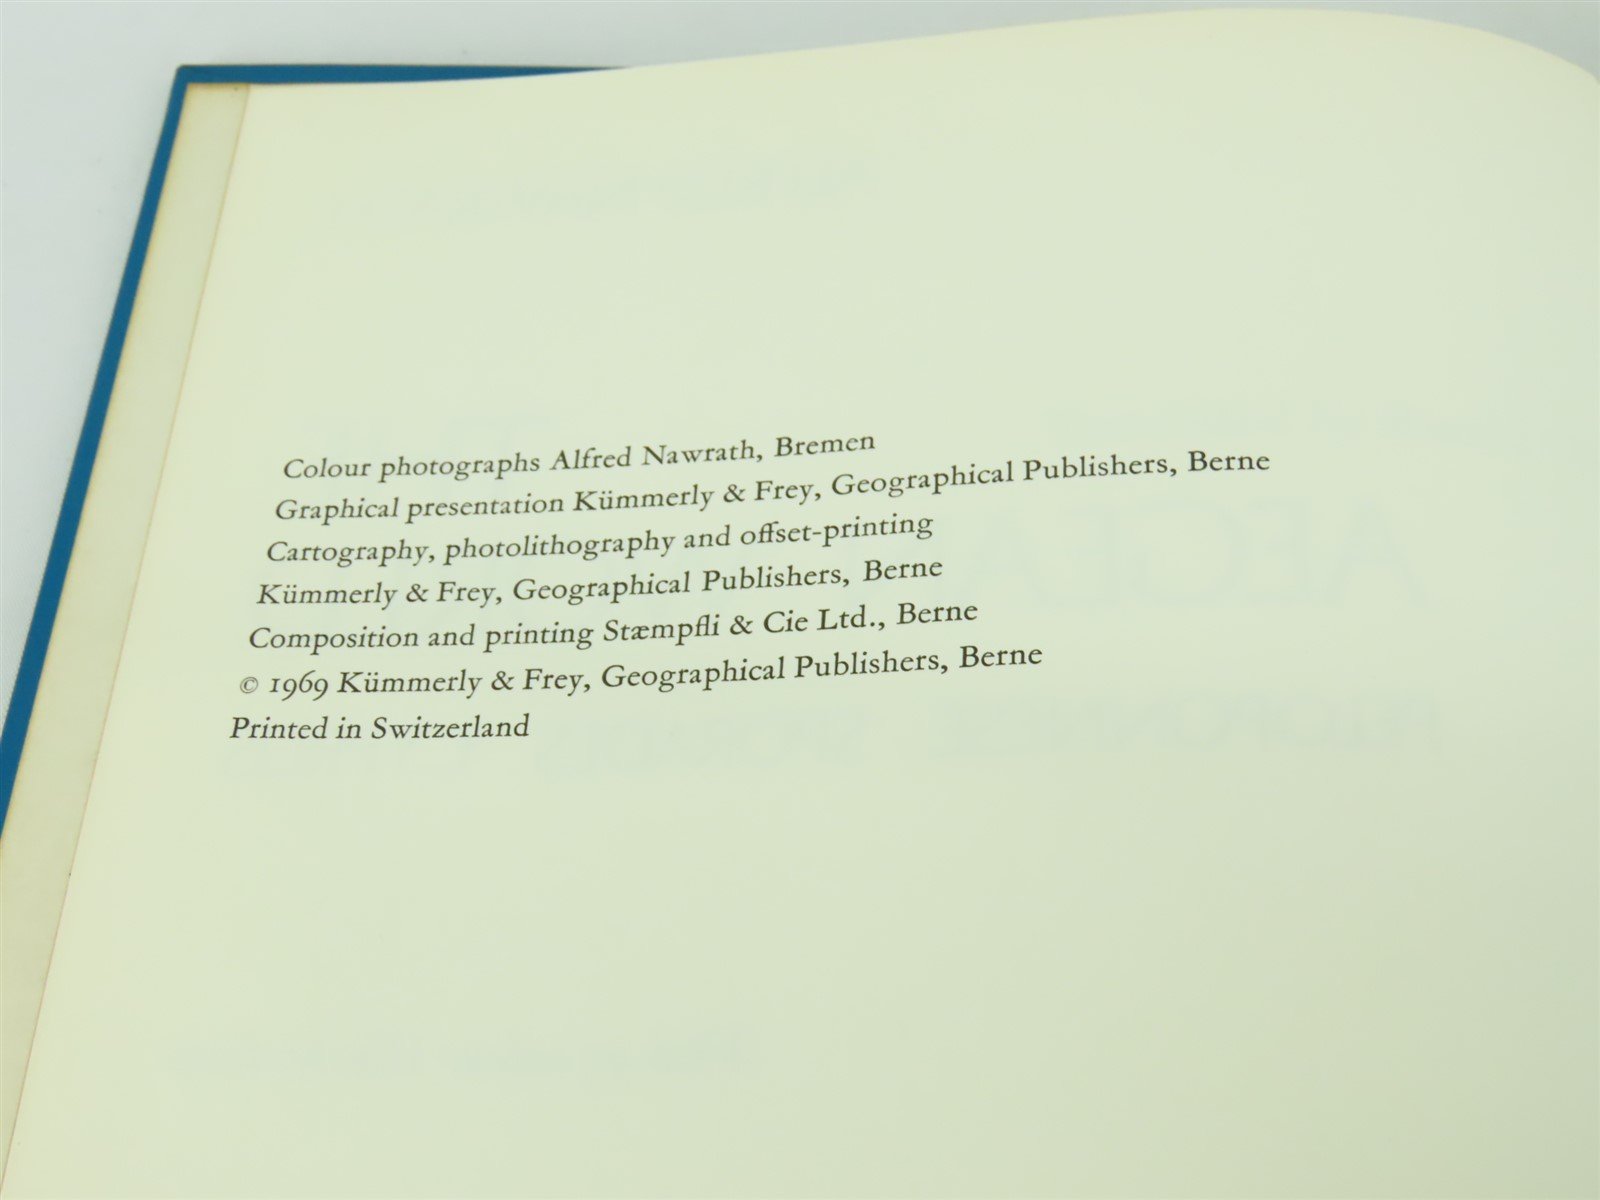 Colour photographs Alfred Nawrath, Bremen
Graphical presentation Kümmerly & Frey, Geographical Publishers, Berne
Cartography, photolithography and offset-printing
Kümmerly & Frey, Geographical Publishers, Berne
Composition and printing Stæmpfli & Cie Ltd., Berne
© 1969 Kümmerly & Frey, Geographical Publishers, Berne
Printed in Switzerland